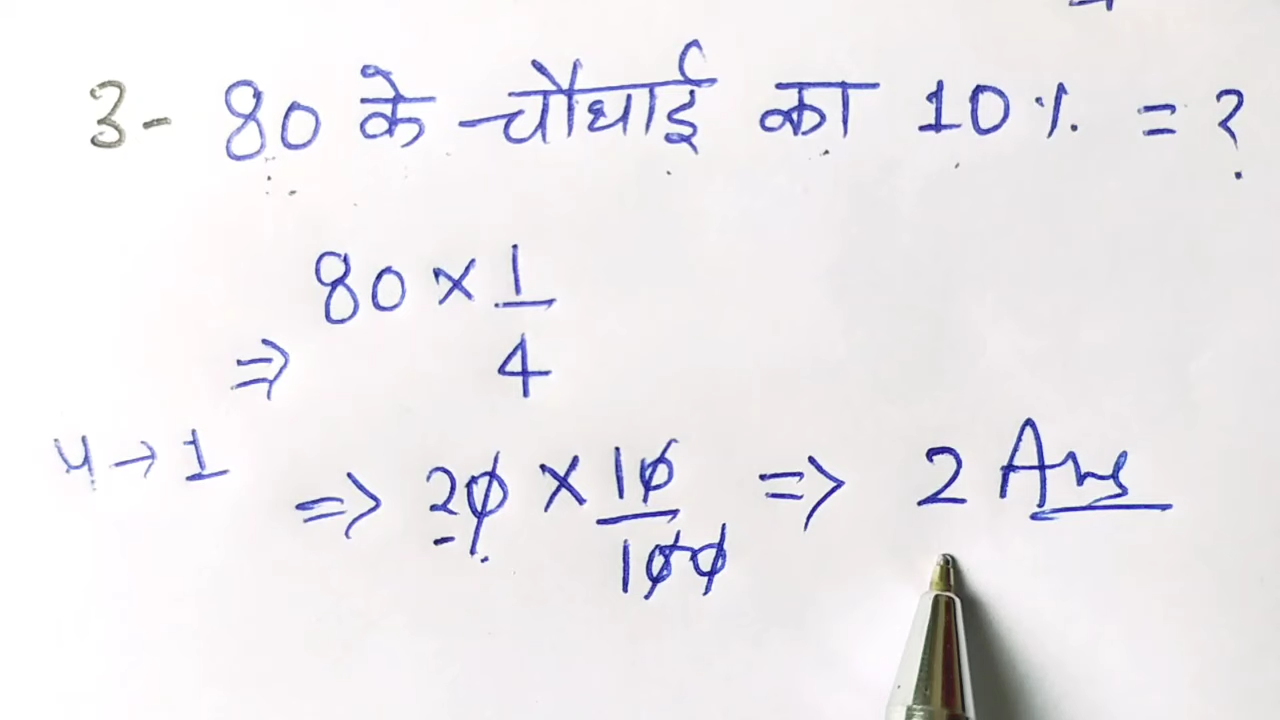 3- 80 के चौथाई का 10% = ?
80 × 1/4
⇒
4 → 1
⇒ 20 × 10/100 ⇒ 2 Ans